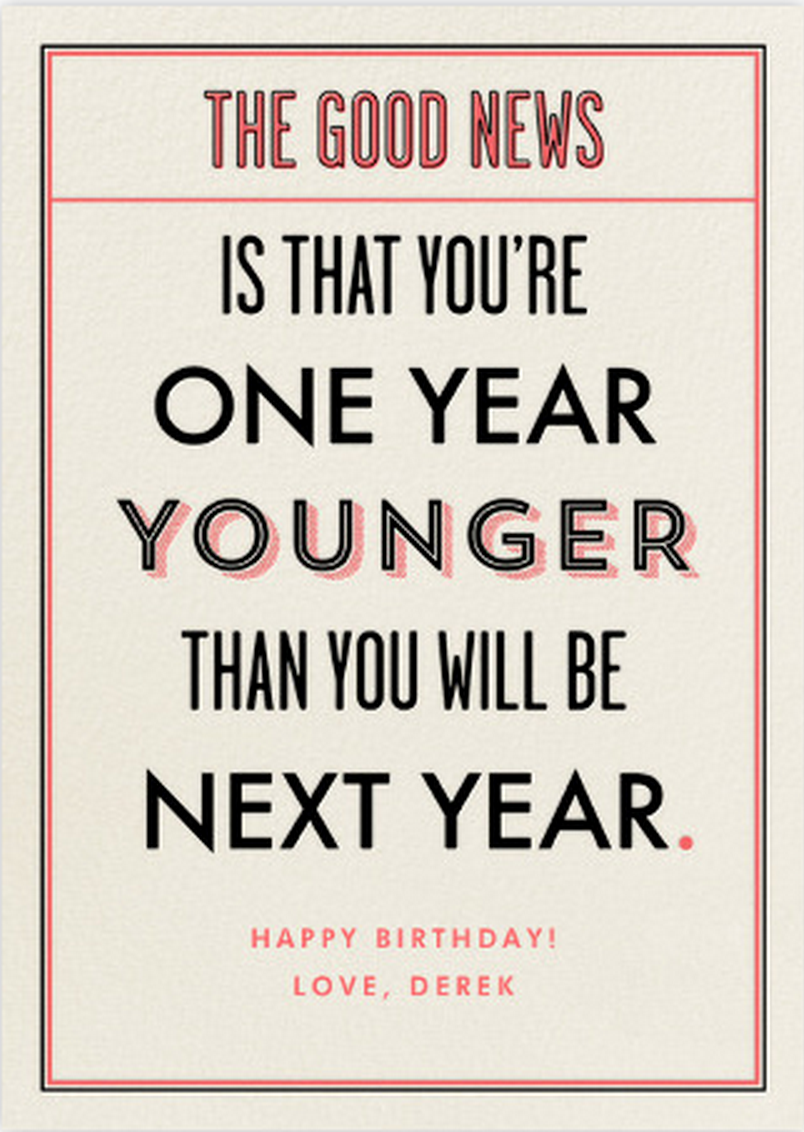 THE GOOD NEWS
IS THAT YOU'RE
ONE YEAR
YOUNGER
THAN YOU WILL BE
NEXT YEAR.
HAPPY BIRTHDAY!
LOVE, DEREK